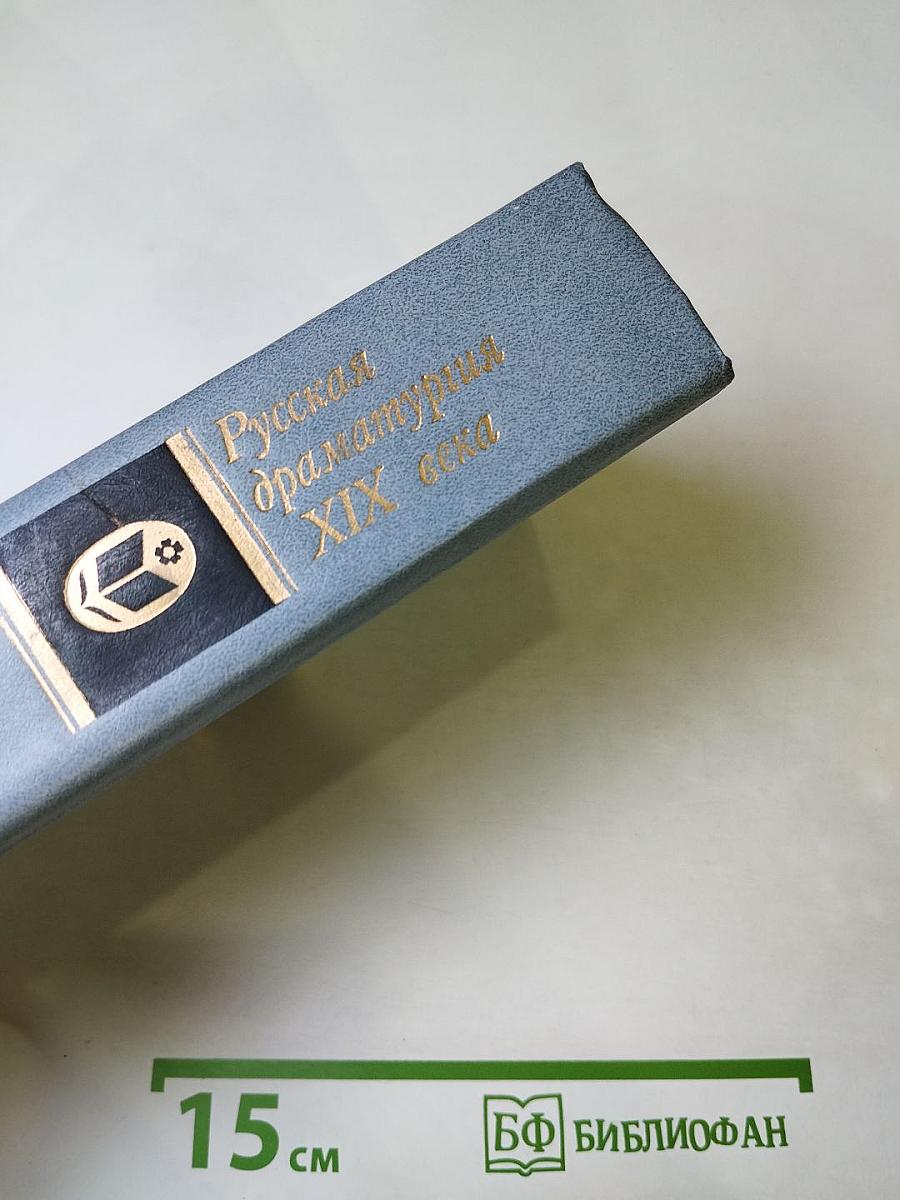 Русская
драматургия
XIX века
15 см
БФ БИБЛИОФАН